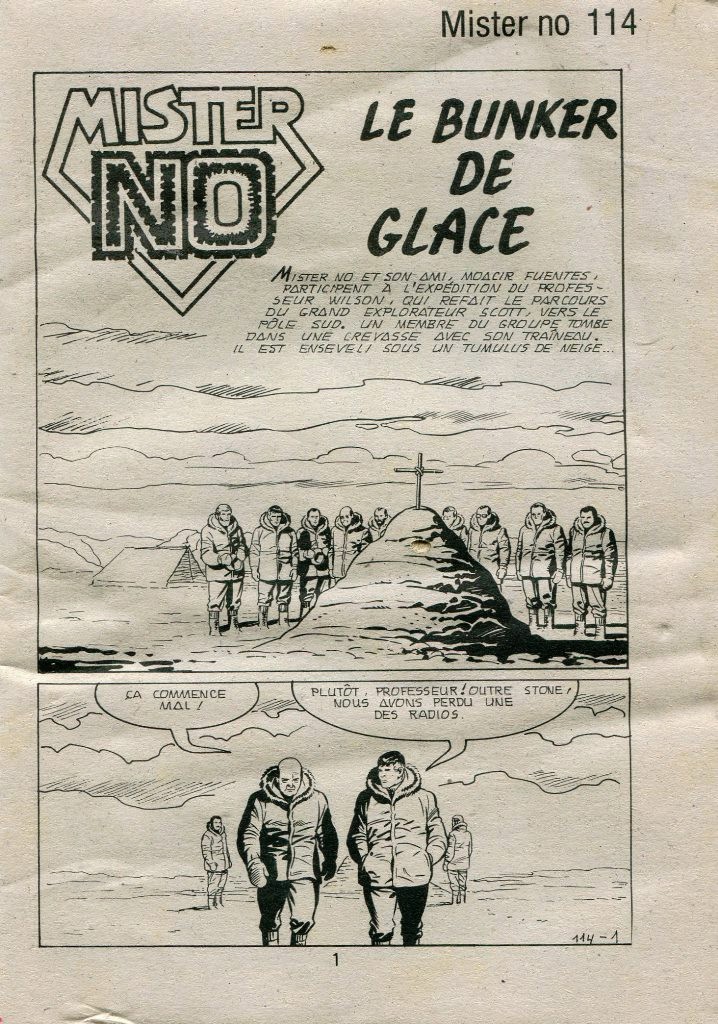 Mister no 114
MISTER
NO
LE BUNKER
DE
GLACE
MISTER NO ET SON AMI, MOACIR FUENTES,
PARTICIPENT À L'EXPÉDITION DU PROFES-
SEUR WILSON, QUI REFAIT LE PARCOURS
DU GRAND EXPLORATEUR SCOTT, VERS LE
PÔLE SUD. UN MEMBRE DU GROUPE TOMBE
DANS UNE CREVASSE AVEC SON TRAÎNEAU.
IL EST ENSEVELI SOUS UN TUMULUS DE NEIGE...
ÇA COMMENCE
MAL !
PLUTÔT, PROFESSEUR! OUTRE STONE,
NOUS AVONS PERDU UNE
DES RADIOS.
114-1
1